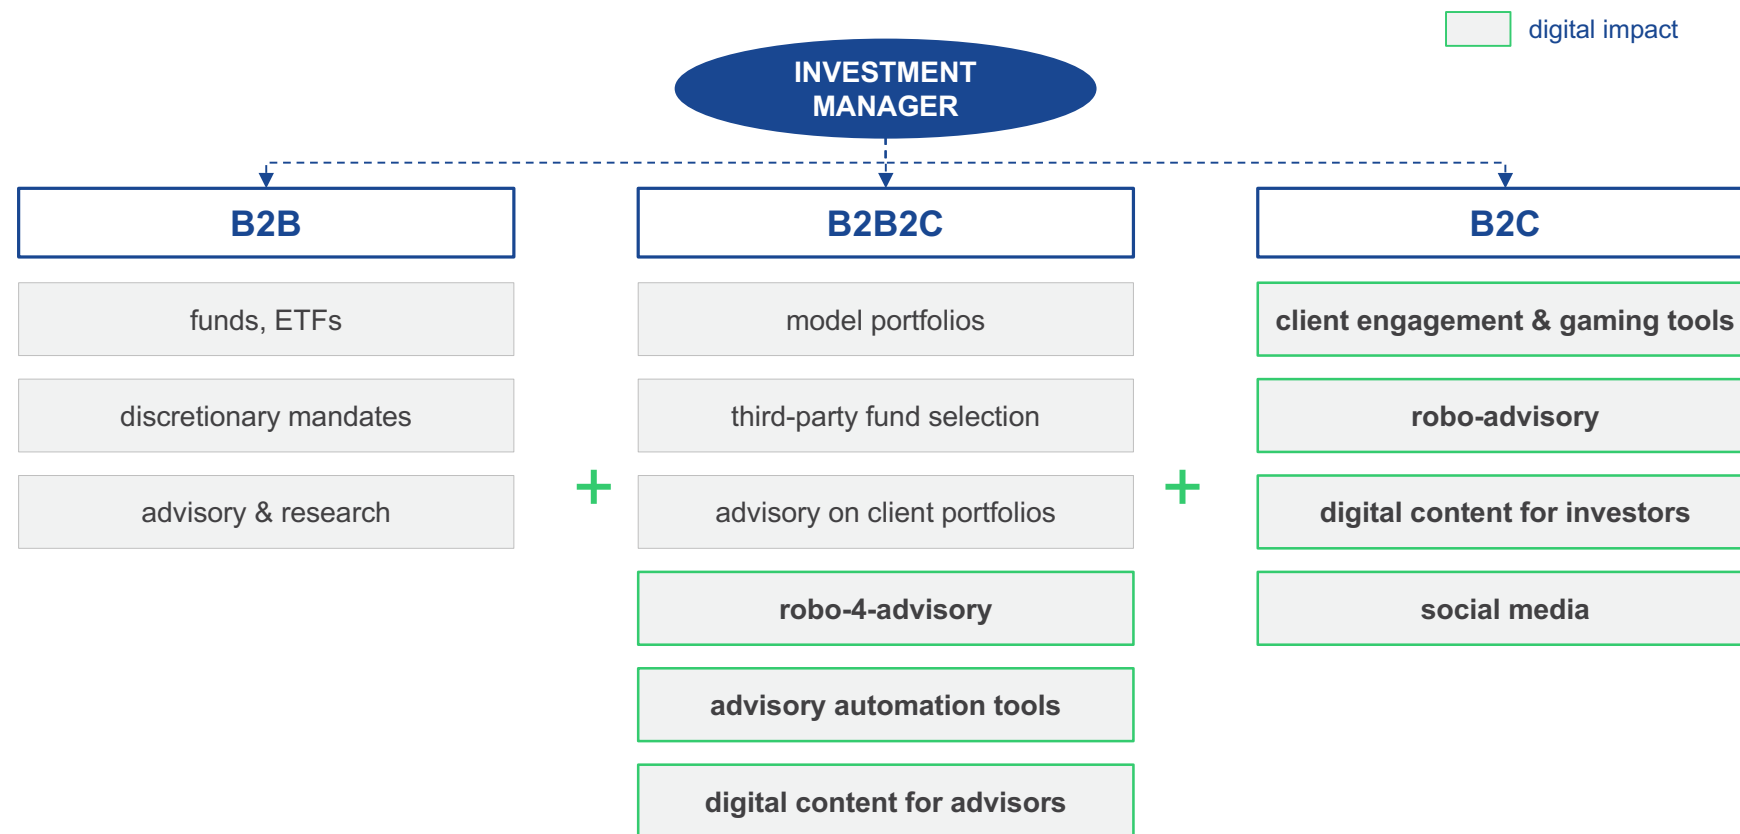 digital impact
INVESTMENT
MANAGER
B2B
B2B2C
B2C
funds, ETFs
model portfolios
client engagement & gaming tools
discretionary mandates
third-party fund selection
robo-advisory
advisory & research
+
advisory on client portfolios
+
digital content for investors
robo-4-advisory
social media
advisory automation tools
digital content for advisors